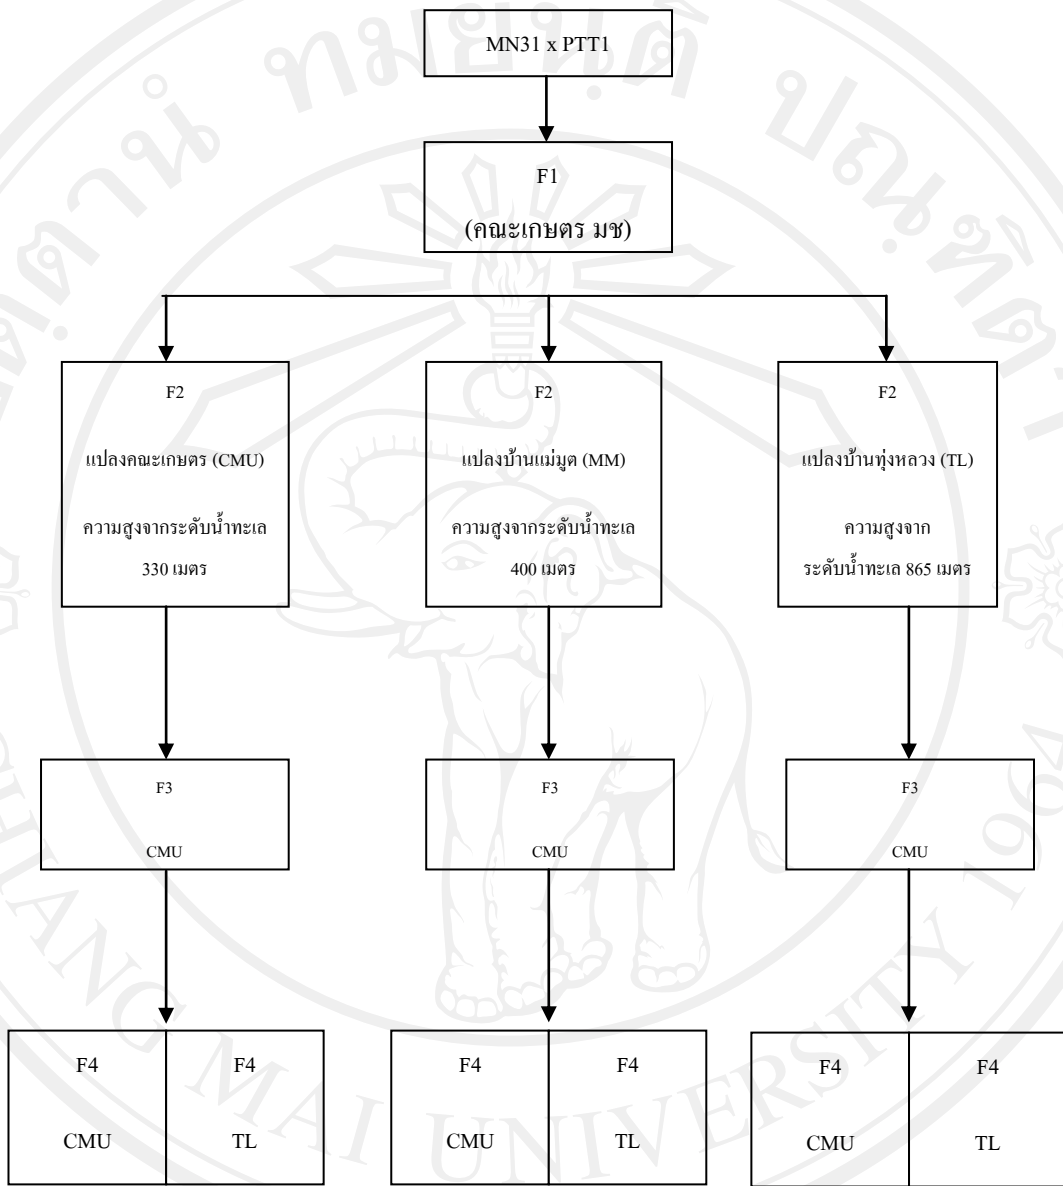 MN31 x PTT1
F1
(คณะเกษตร มช)
F2
แปลงคณะเกษตร (CMU)
ความสูงจากระดับน้ำทะเล
330 เมตร
F2
แปลงบ้านแม่มูต (MM)
ความสูงจากระดับน้ำทะเล
400 เมตร
F2
แปลงบ้านทุ่งหลวง (TL)
ความสูงจาก
ระดับน้ำทะเล 865 เมตร
F3
CMU
F3
CMU
F3
CMU
F4
CMU
F4
TL
F4
CMU
F4
TL
F4
CMU
F4
TL
CHIANG MAI UNIVERSITY 1964